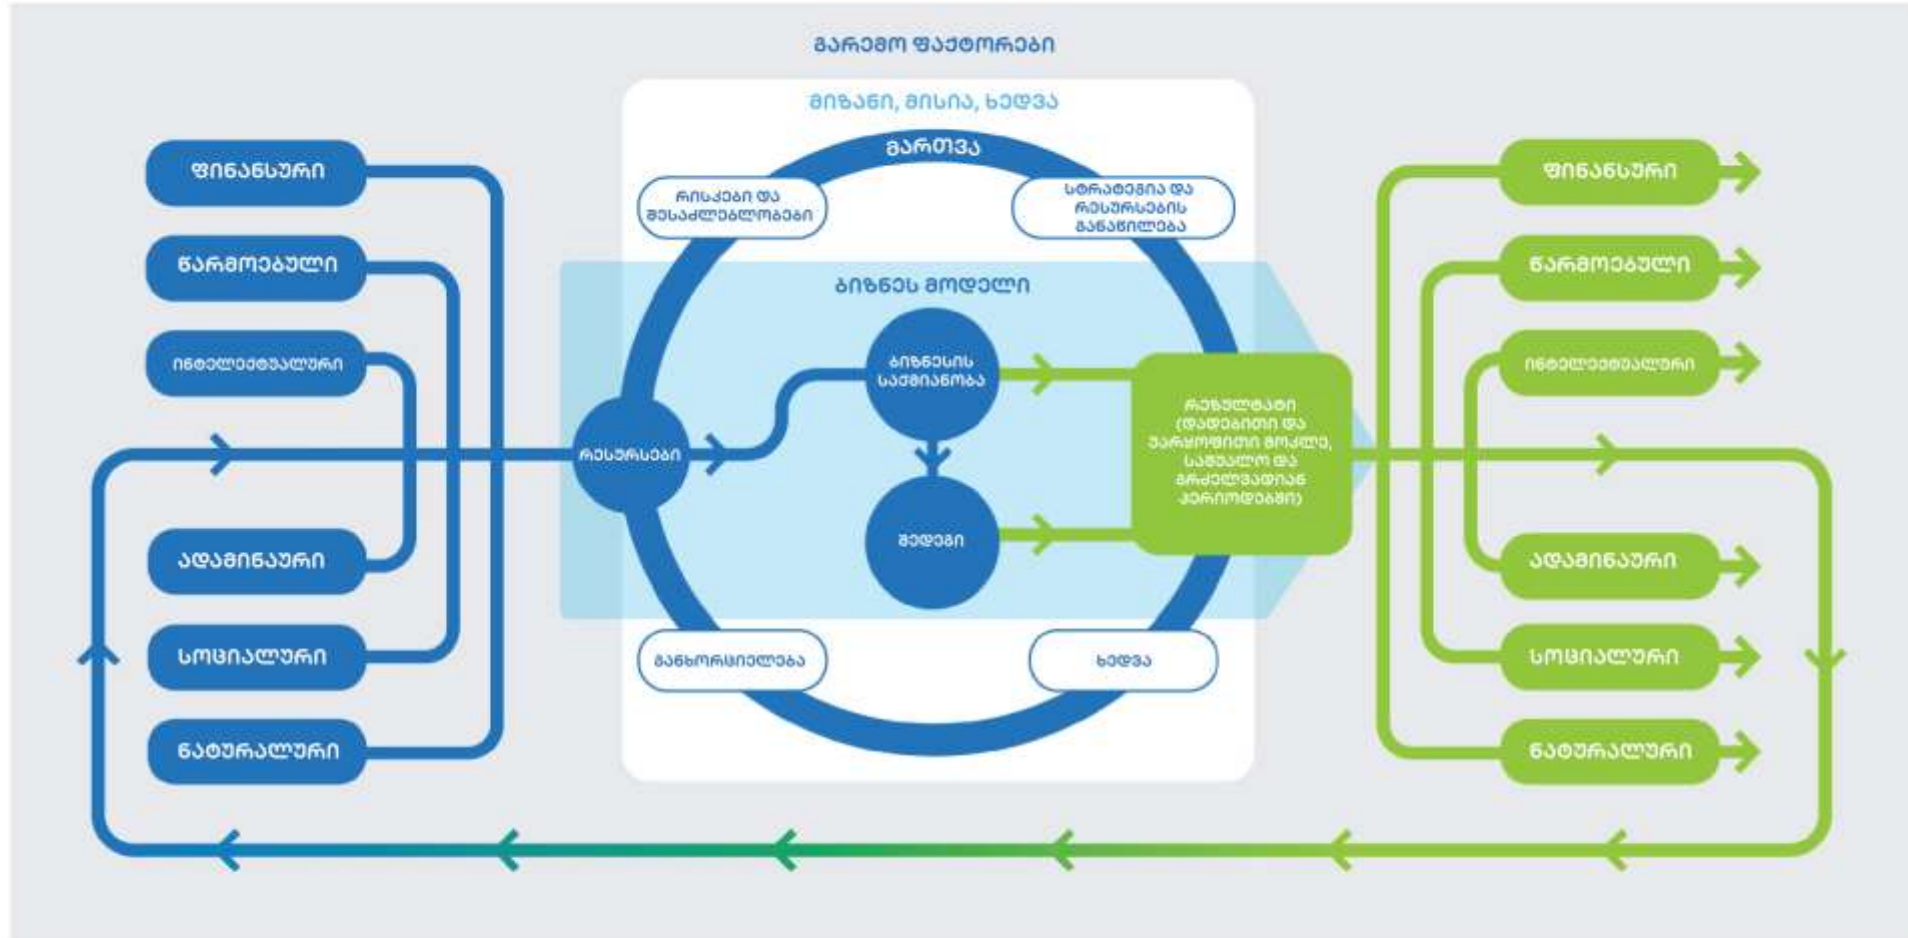 გარემო ფაქტორები
მიზანი, მისია, ხედვა
მართვა
ფინანსური
წარმოებული
ინტელექტუალური
ადამინაური
სოციალური
ნატურალური
რისკები და
შესაძლებლობები
სტრატეგია და
რესურსების
განაწილება
ბიზნეს მოდელი
რესურსები
ბიზნესის
საქმიანობა
შედეგი
რეზულტატი
(დადებითი და
უარყოფითი მოკლე,
საშუალო და
გრძელვადიან
პერიოდებში)
განხორციელება
ხედვა
ფინანსური
წარმოებული
ინტელექტუალური
ადამინაური
სოციალური
ნატურალური